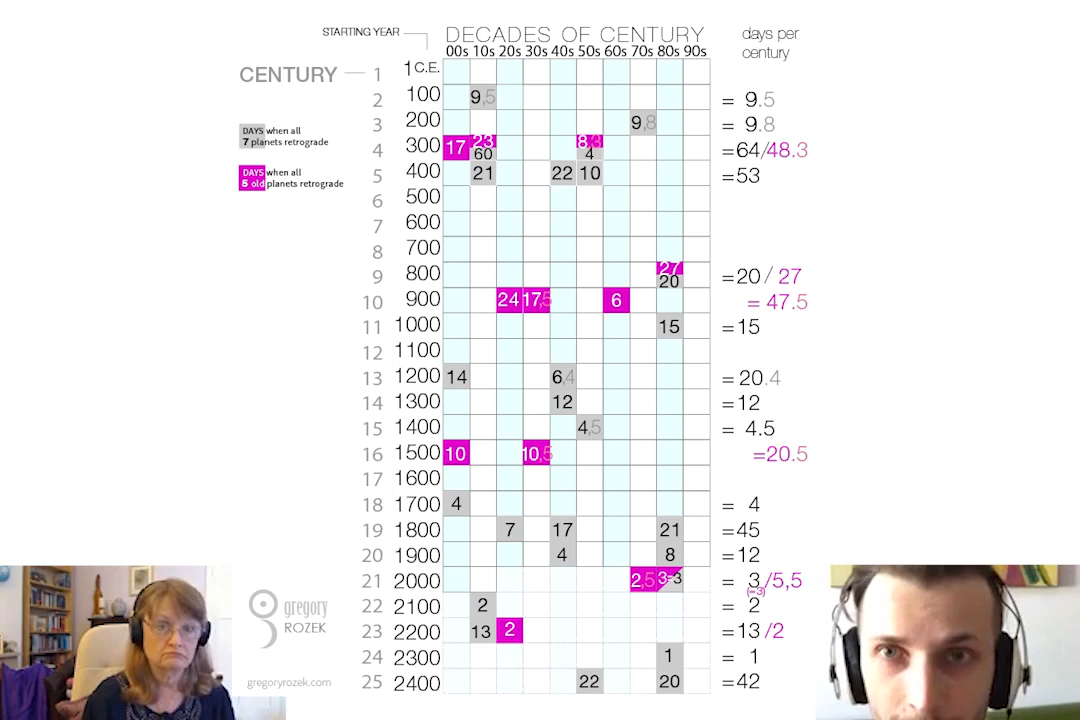 STARTING YEAR
DECADES OF CENTURY
days per
century
00s 10s 20s 30s 40s 50s 60s 70s 80s 90s
CENTURY
1 1 C.E.
2 100 9,5 = 9.5
3 200 9,8 = 9.8
DAYS when all
7 planets retrograde
4 300 17 23 60 8,3 4 =64/48.3
5 400 21 22 10 =53
DAYS when all
5 old planets retrograde
6 500
7 600
8 700
9 800 27 20 =20 / 27
10 900 24 17,5 6 = 47.5
11 1000 15 =15
12 1100
13 1200 14 6,4 = 20.4
14 1300 12 =12
15 1400 4,5 = 4.5
16 1500 10 10,5 =20.5
17 1600
18 1700 4 = 4
19 1800 7 17 21 =45
20 1900 4 8 =12
21 2000 2,5 3=3 = 3/5,5
(=3)
22 2100 2 = 2
23 2200 13 2 =13 /2
24 2300 1 = 1
25 2400 22 20 =42
gregory
ROZEK
gregoryrozek.com